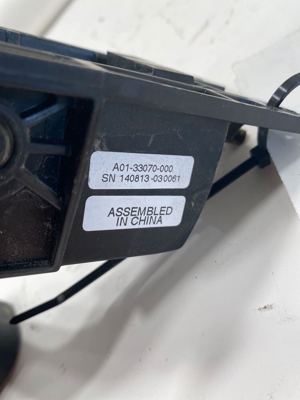 A01-33070-000
SN 140813-030061
ASSEMBLED
IN CHINA